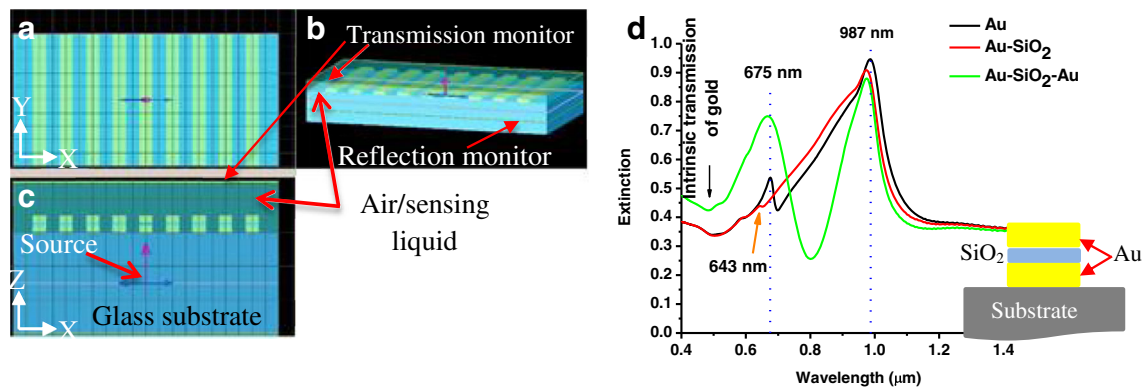 a
b
Transmission monitor
Y
X
Reflection monitor
c
Air/sensing
liquid
Source
Z
X
Glass substrate
d
987 nm
Au
Au-SiO₂
Au-SiO₂-Au
675 nm
Intrinsic transmission
of gold
643 nm
Extinction
1.0
0.9
0.8
0.7
0.6
0.5
0.4
0.3
0.2
0.1
0.0
0.4
0.6
0.8
1.0
1.2
1.4
Wavelength (μm)
SiO₂
Au
Substrate